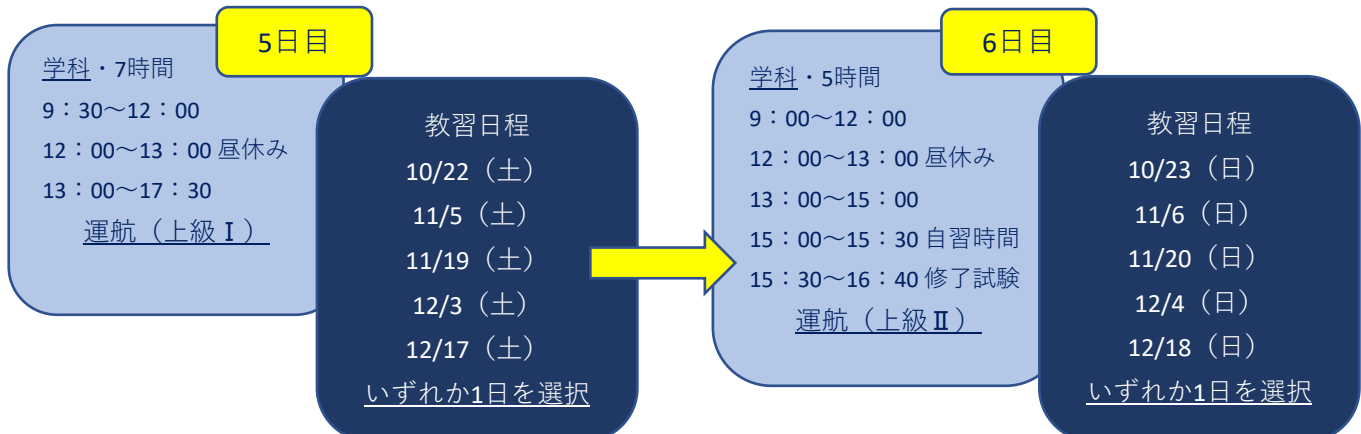 5日目
学科・7時間
9：30～12：00
12：00～13：00 昼休み
13：00～17：30
運航（上級Ⅰ）
教習日程
10/22（土）
11/5（土）
11/19（土）
12/3（土）
12/17（土）
いずれか1日を選択
6日目
学科・5時間
9：00～12：00
12：00～13：00 昼休み
13：00～15：00
15：00～15：30 自習時間
15：30～16：40 修了試験
運航（上級Ⅱ）
教習日程
10/23（日）
11/6（日）
11/20（日）
12/4（日）
12/18（日）
いずれか1日を選択